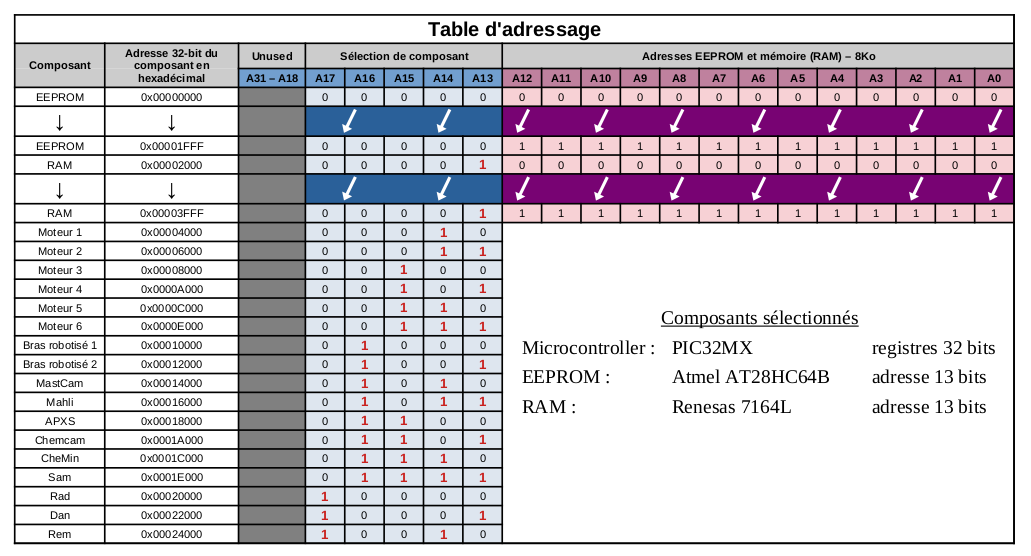 Table d'adressage
Composant Adresse 32-bit du composant en hexadécimal Unused Sélection de composant Adresses EEPROM et mémoire (RAM) – 8Ko
A31 – A18 A17 A16 A15 A14 A13 A12 A11 A10 A9 A8 A7 A6 A5 A4 A3 A2 A1 A0
EEPROM 0x00000000 0 0 0 0 0 0 0 0 0 0 0 0 0 0 0 0 0 0
↓ ↓
EEPROM 0x00001FFF 0 0 0 0 0 1 1 1 1 1 1 1 1 1 1 1 1 1
RAM 0x00002000 0 0 0 0 1 0 0 0 0 0 0 0 0 0 0 0 0 0
↓ ↓
RAM 0x00003FFF 0 0 0 0 1 1 1 1 1 1 1 1 1 1 1 1 1 1
Moteur 1 0x00004000 0 0 0 1 0
Moteur 2 0x00006000 0 0 0 1 1
Moteur 3 0x00008000 0 0 1 0 0
Moteur 4 0x0000A000 0 0 1 0 1
Moteur 5 0x0000C000 0 0 1 1 0
Moteur 6 0x0000E000 0 0 1 1 1
Bras robotisé 1 0x00010000 0 1 0 0 0
Bras robotisé 2 0x00012000 0 1 0 0 1
MastCam 0x00014000 0 1 0 1 0
Mahli 0x00016000 0 1 0 1 1
APXS 0x00018000 0 1 1 0 0
Chemcam 0x0001A000 0 1 1 0 1
CheMin 0x0001C000 0 1 1 1 0
Sam 0x0001E000 0 1 1 1 1
Rad 0x00020000 1 0 0 0 0
Dan 0x00022000 1 0 0 0 1
Rem 0x00024000 1 0 0 1 0
Composants sélectionnés
Microcontroller : PIC32MX registres 32 bits
EEPROM : Atmel AT28HC64B adresse 13 bits
RAM : Renesas 7164L adresse 13 bits